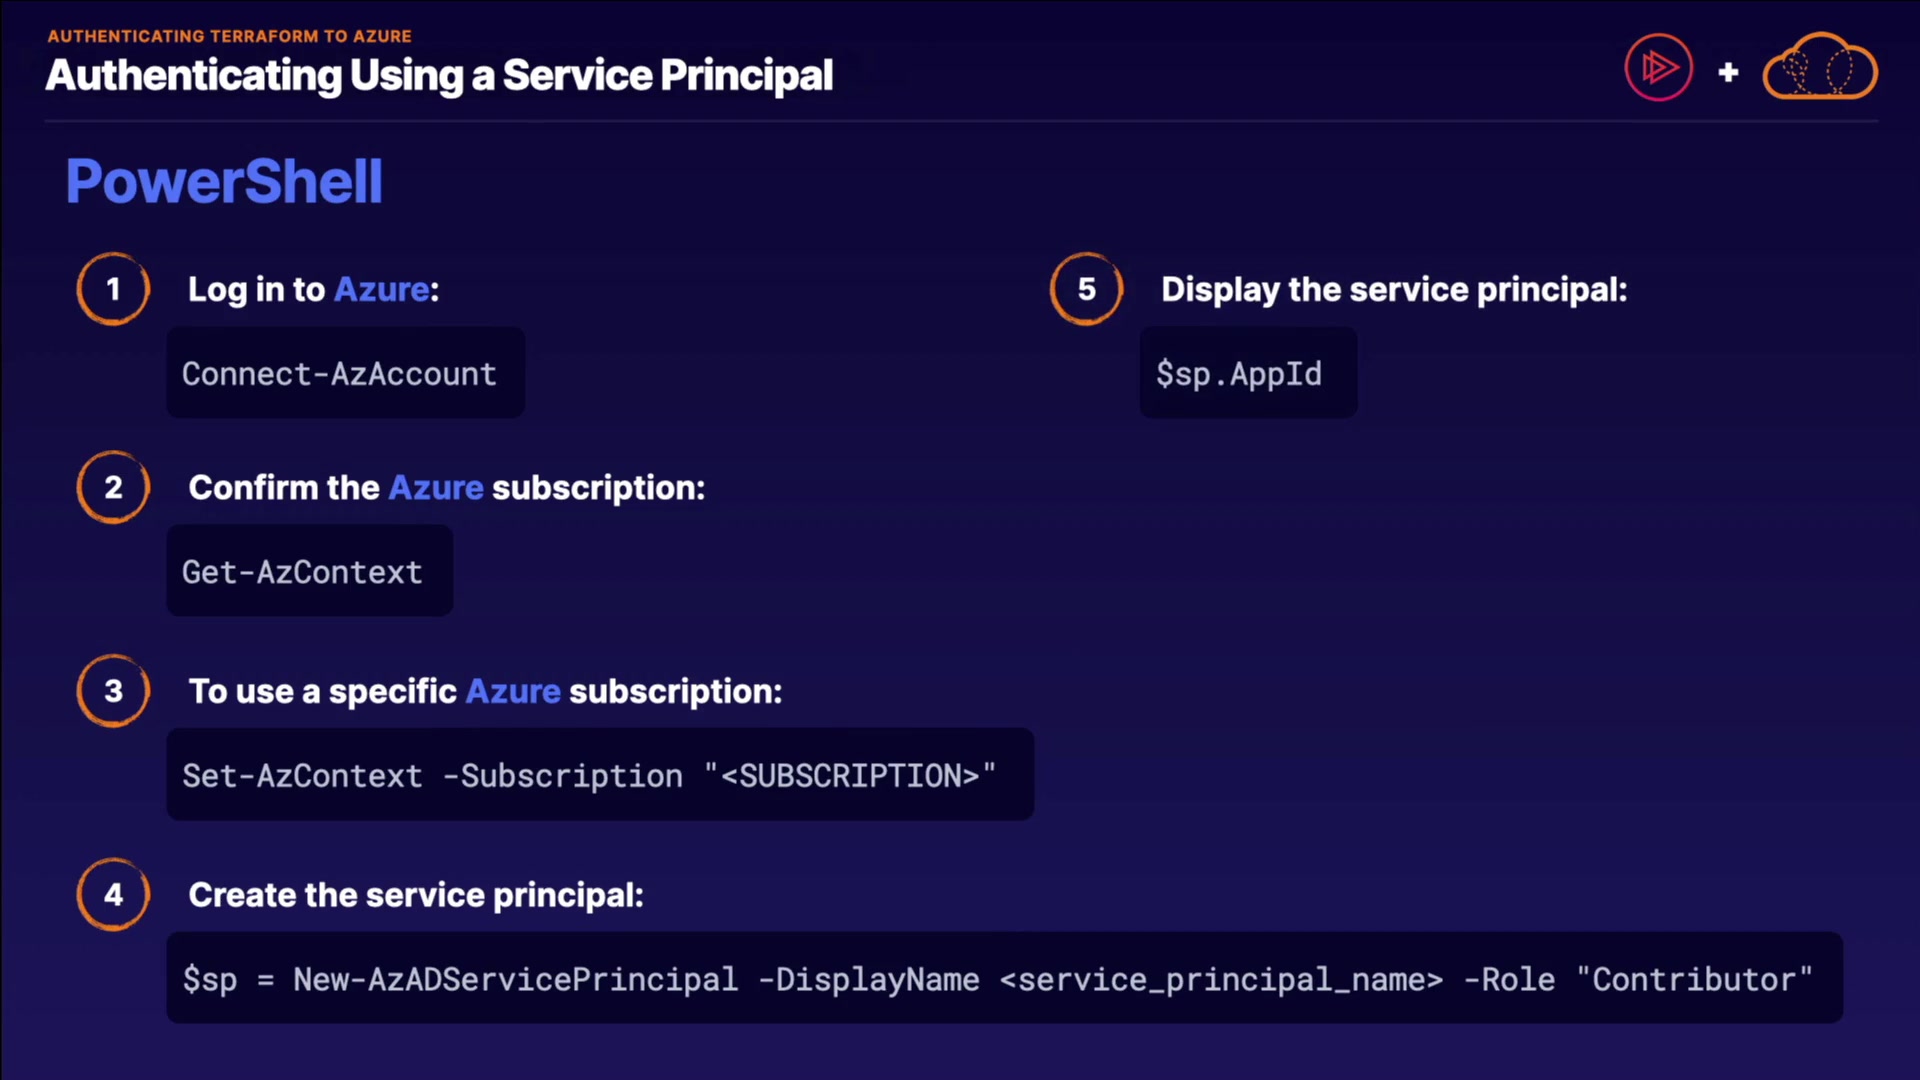 AUTHENTICATING TERRAFORM TO AZURE
Authenticating Using a Service Principal
+
PowerShell
1 Log in to Azure:
Connect-AzAccount
2 Confirm the Azure subscription:
Get-AzContext
3 To use a specific Azure subscription:
Set-AzContext -Subscription "<SUBSCRIPTION>"
4 Create the service principal:
$sp = New-AzADServicePrincipal -DisplayName <service_principal_name> -Role "Contributor"
5 Display the service principal:
$sp.AppId